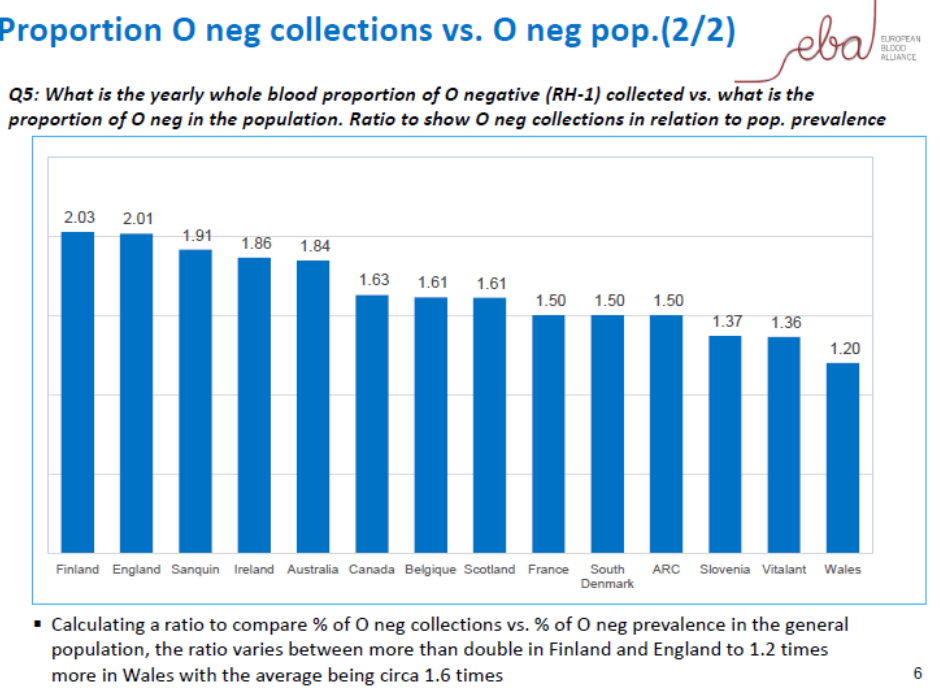 Proportion O neg collections vs. O neg pop.(2/2)
eba
EUROPEAN
BLOOD
ALLIANCE
Q5: What is the yearly whole blood proportion of O negative (RH-1) collected vs. what is the
proportion of O neg in the population. Ratio to show O neg collections in relation to pop. prevalence
2.03 2.01 1.91 1.86 1.84 1.63 1.61 1.61 1.50 1.50 1.50 1.37 1.36 1.20
Finland England Sanquin Ireland Australia Canada Belgique Scotland France South ARC Slovenia Vitalant Wales
Denmark
▪ Calculating a ratio to compare % of O neg collections vs. % of O neg prevalence in the general
population, the ratio varies between more than double in Finland and England to 1.2 times
more in Wales with the average being circa 1.6 times
6